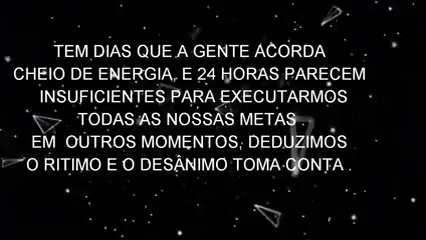 TEM DIAS QUE A GENTE ACORDA
CHEIO DE ENERGIA, E 24 HORAS PARECEM
INSUFICIENTES PARA EXECUTARMOS
TODAS AS NOSSAS METAS .
EM OUTROS MOMENTOS, DEDUZIMOS
O RITIMO E O DESÂNIMO TOMA CONTA .